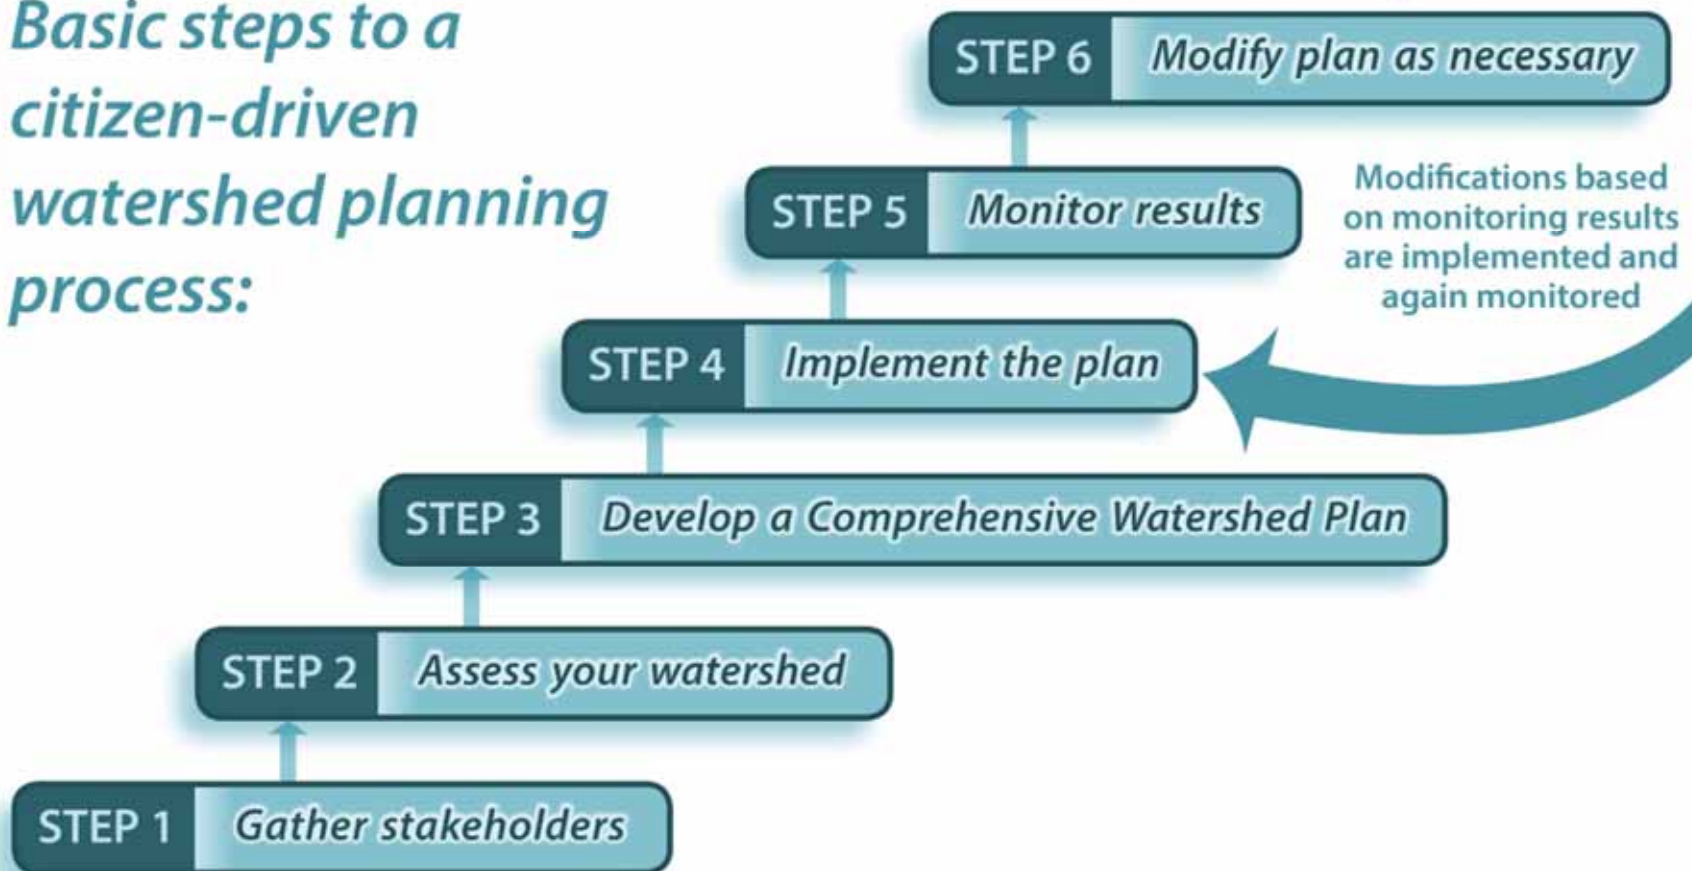 Basic steps to a
citizen-driven
watershed planning
process:
STEP 6 Modify plan as necessary
Modifications based
on monitoring results
are implemented and
again monitored
STEP 5 Monitor results
STEP 4 Implement the plan
STEP 3 Develop a Comprehensive Watershed Plan
STEP 2 Assess your watershed
STEP 1 Gather stakeholders